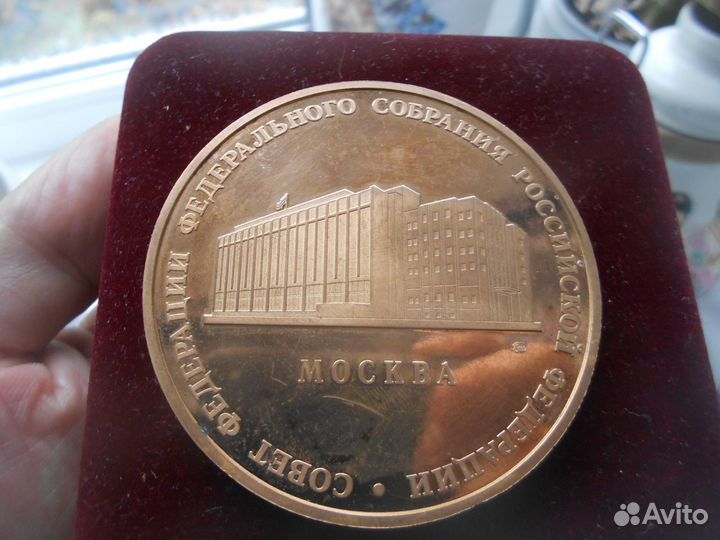 СОВЕТ ФЕДЕРАЦИИ ФЕДЕРАЛЬНОГО СОБРАНИЯ РОССИЙСКОЙ ФЕДЕРАЦИИ •
МОСКВА
Avito